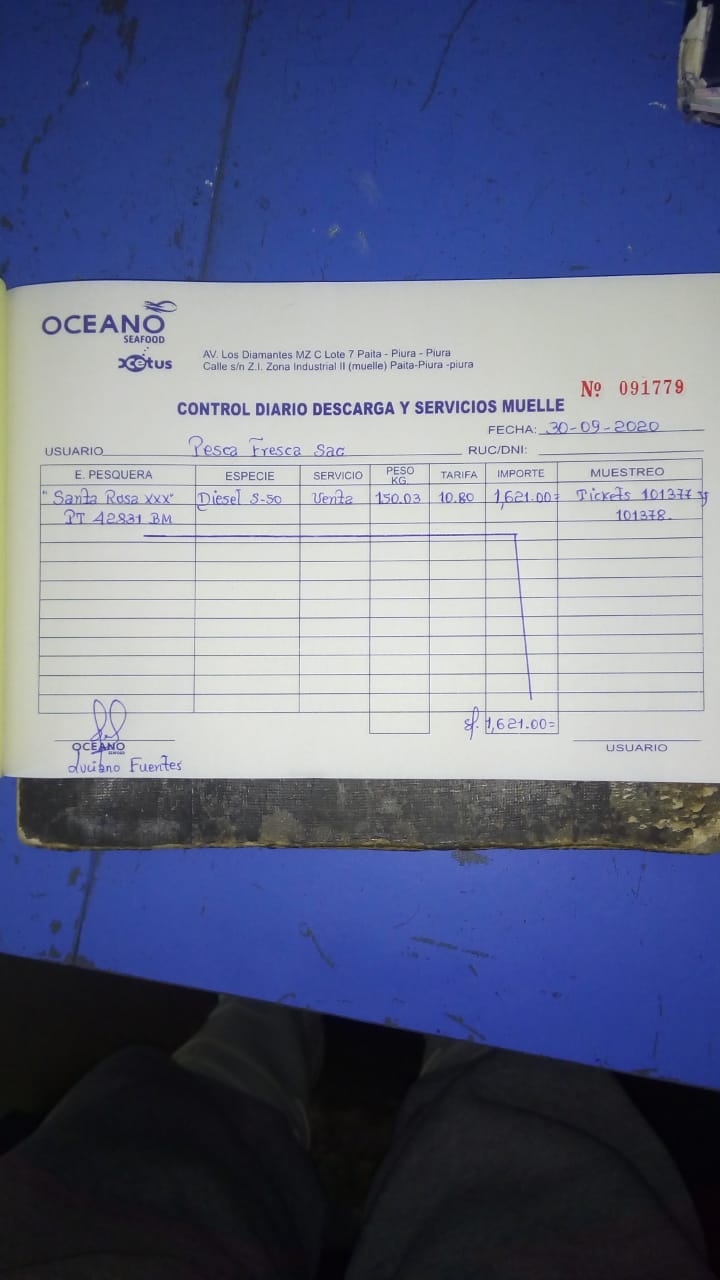 OCEANO
SEAFOOD
cetus
AV. Los Diamantes MZ C Lote 7 Paita - Piura - Piura
Calle s/n Z.I. Zona Industrial II (muelle) Paita-Piura -piura
Nº 091779
CONTROL DIARIO DESCARGA Y SERVICIOS MUELLE
FECHA: 30-09-2020
USUARIO Pesca Fresca Sac RUC/DNI:
E. PESQUERA ESPECIE SERVICIO PESO KG. TARIFA IMPORTE MUESTREO
"Santa Rosa XXX" Diesel S-50 Venta 150.03 10.80 1,621.00= Tickets 101377 y
PT 42831 BM 101378.
S/. 1,621.00=
OCEANO
SEAFOOD
USUARIO
Luciano Fuentes